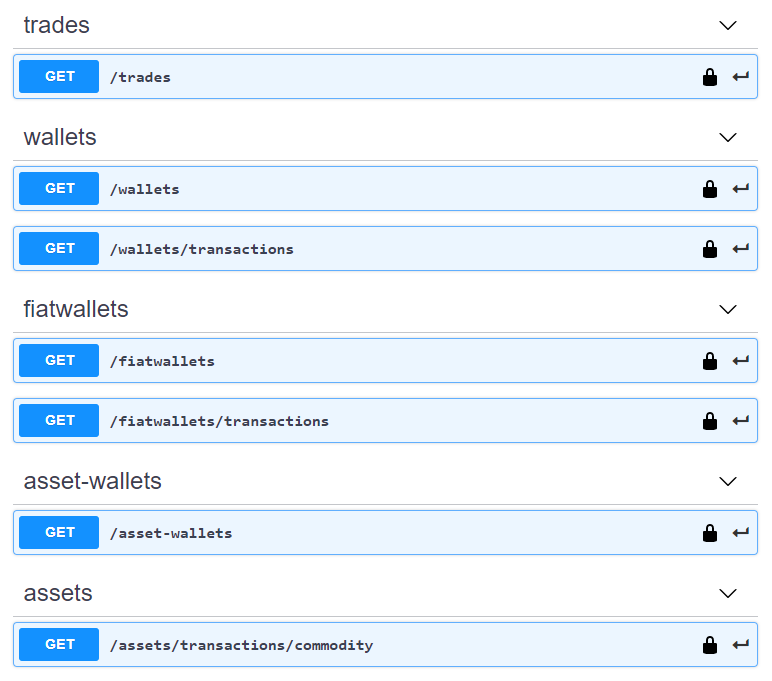 trades
GET /trades
wallets
GET /wallets
GET /wallets/transactions
fiatwallets
GET /fiatwallets
GET /fiatwallets/transactions
asset-wallets
GET /asset-wallets
assets
GET /assets/transactions/commodity